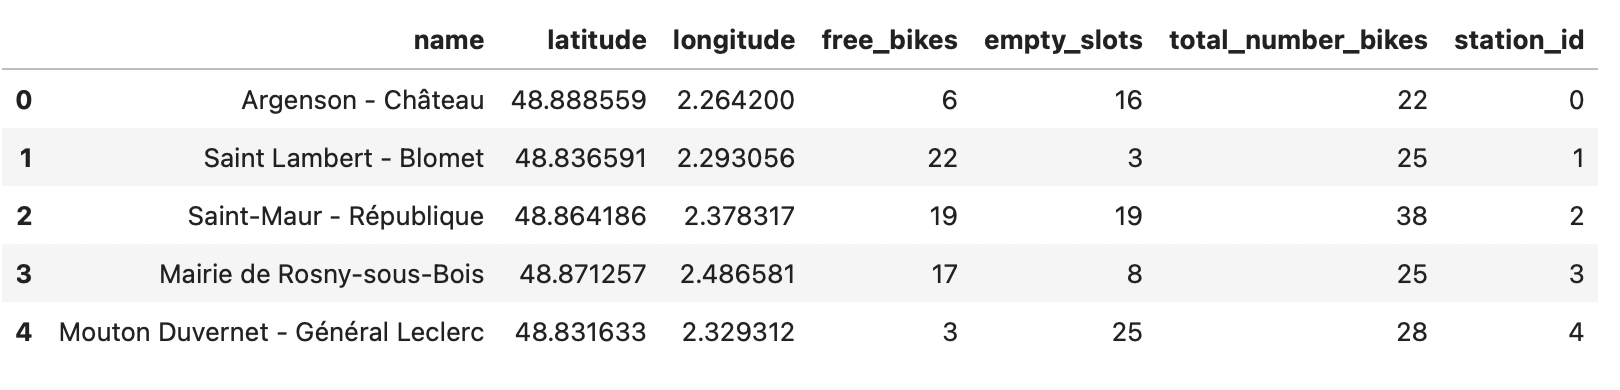 name latitude longitude free_bikes empty_slots total_number_bikes station_id
0 Argenson - Château 48.888559 2.264200 6 16 22 0
1 Saint Lambert - Blomet 48.836591 2.293056 22 3 25 1
2 Saint-Maur - République 48.864186 2.378317 19 19 38 2
3 Mairie de Rosny-sous-Bois 48.871257 2.486581 17 8 25 3
4 Mouton Duvernet - Général Leclerc 48.831633 2.329312 3 25 28 4